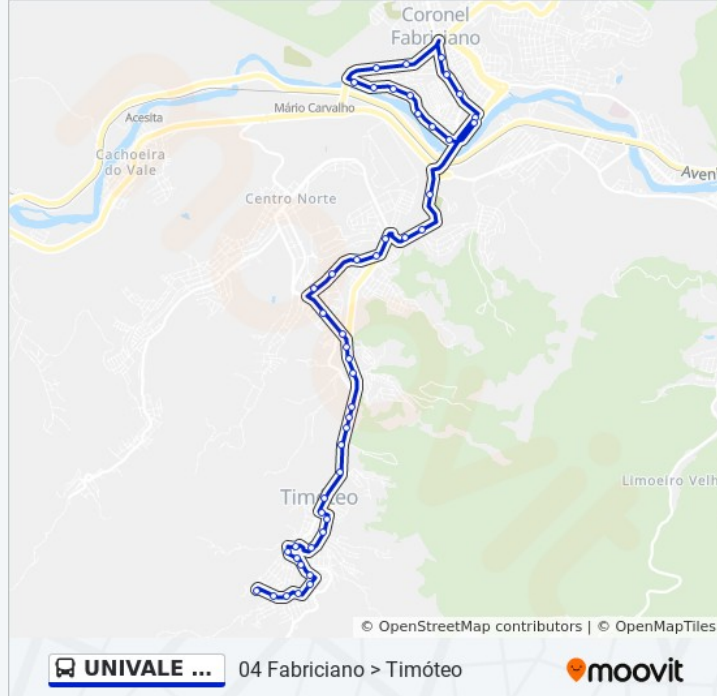 Coronel
Fabriciano
Mário Carvalho
Acesita
Cachoeira
do Vale
Aven
Centro Norte
Limoeiro Velh
Timóteo
© OpenStreetMap contributors | © OpenMapTiles
UNIVALE ...
04 Fabriciano > Timóteo
moovit